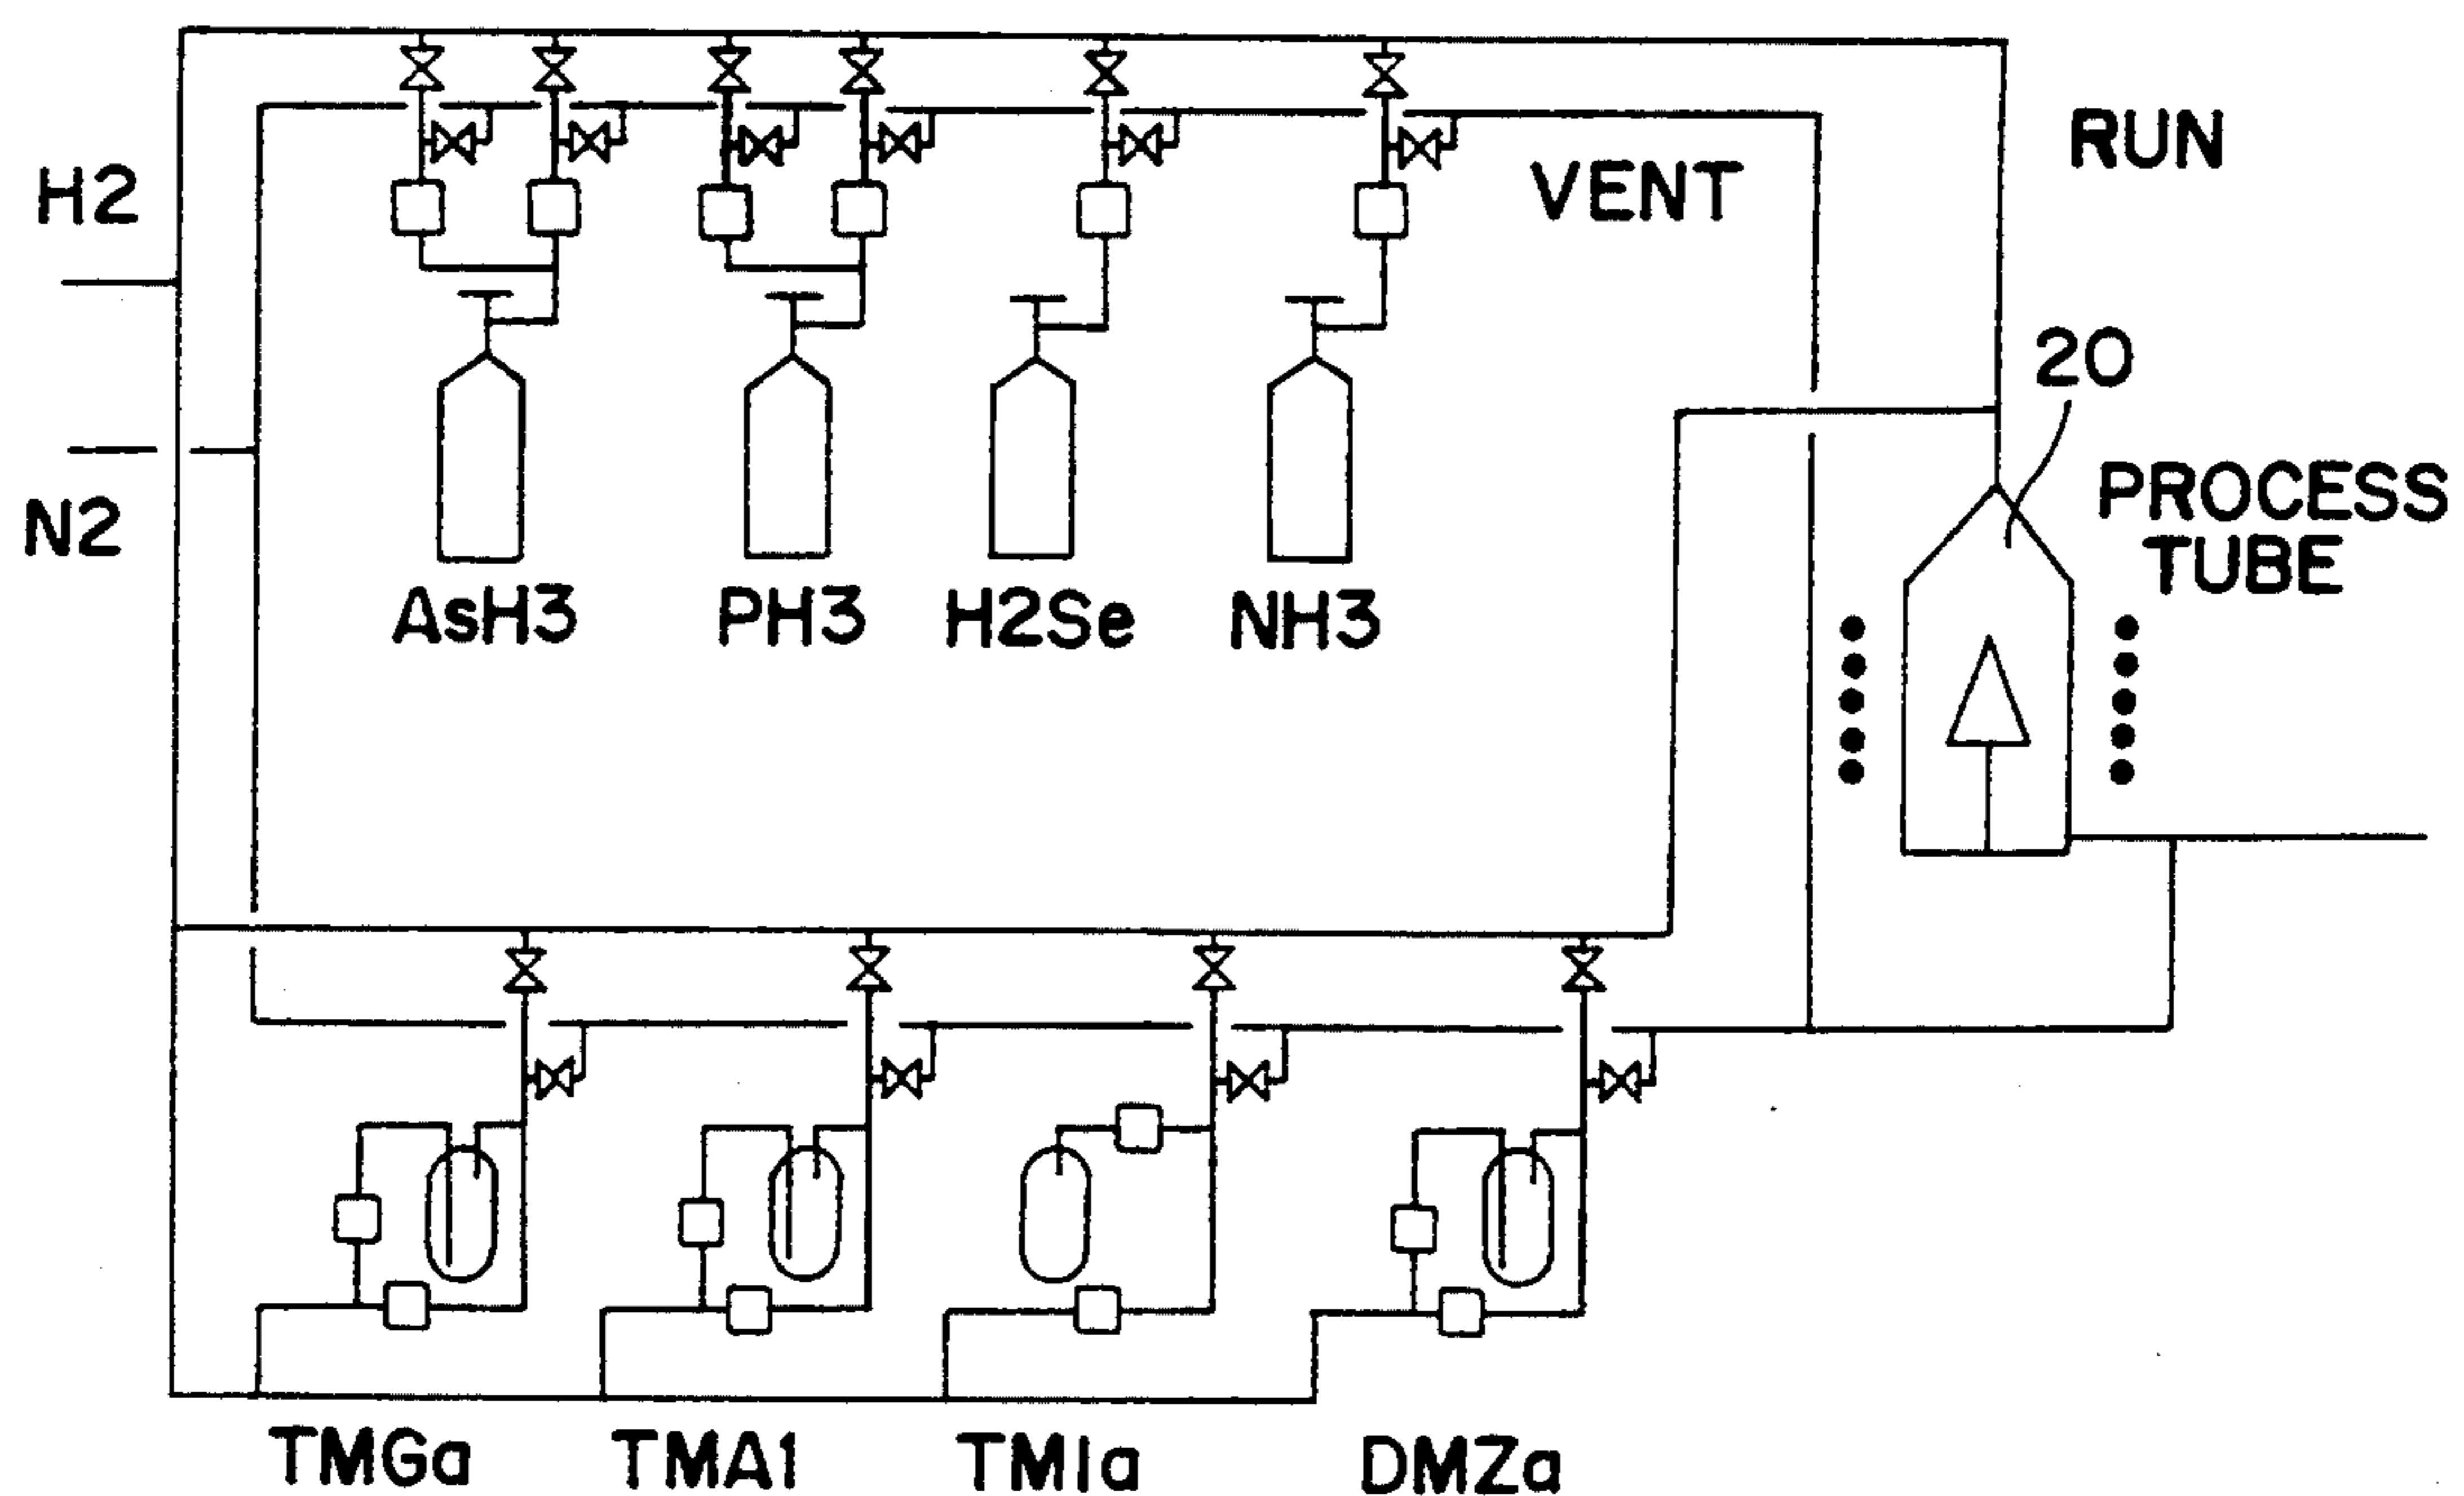 H2
RUN
VENT
20
N2
PROCESS
TUBE
AsH3
PH3
H2Se
NH3
TMGa
TMA1
TMIa
DMZa